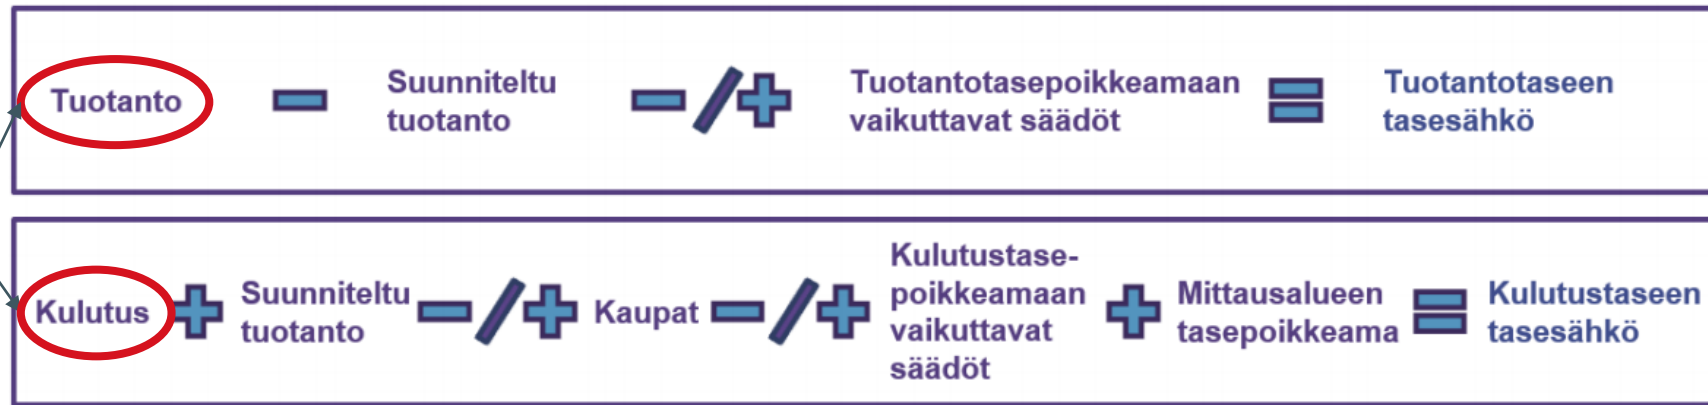 Tuotanto
Suunniteltu
tuotanto
Tuotantotasepoikkeamaan
vaikuttavat säädöt
Tuotantotaseen
tasesähkö
Kulutus
Suunniteltu
tuotanto
Kaupat
Kulutustase-
poikkeamaan
vaikuttavat
säädöt
Mittausalueen
tasepoikkeama
Kulutustaseen
tasesähkö